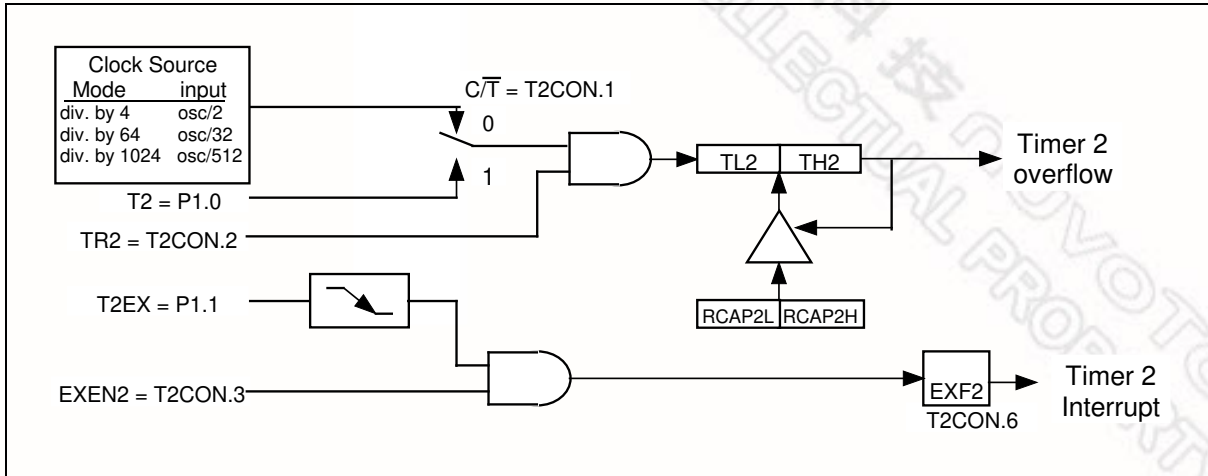 Clock Source
Mode input
div. by 4 osc/2
div. by 64 osc/32
div. by 1024 osc/512
C/T̅ = T2CON.1
0
1
T2 = P1.0
TR2 = T2CON.2
TL2 TH2
Timer 2
overflow
T2EX = P1.1
RCAP2L RCAP2H
EXEN2 = T2CON.3
EXF2
T2CON.6
Timer 2
Interrupt